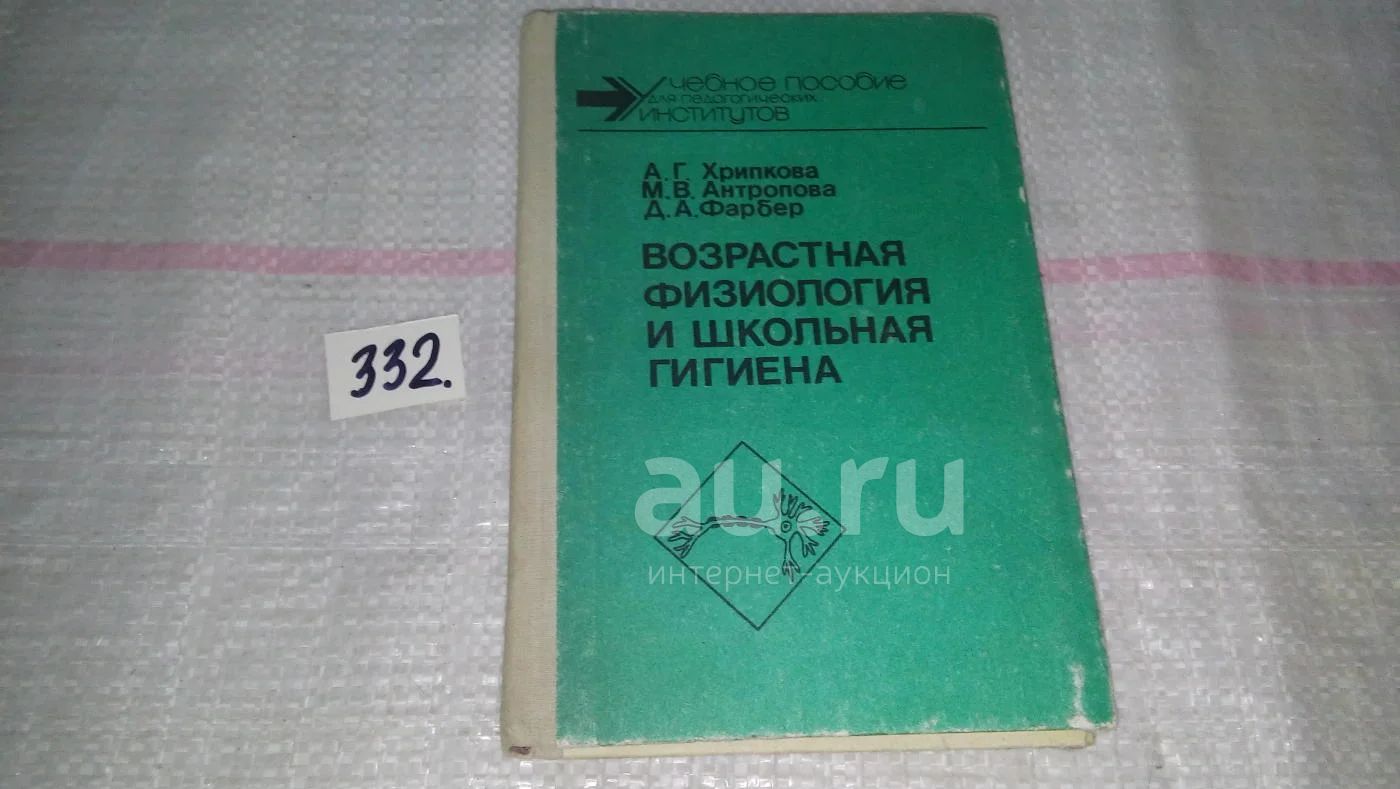 Учебное пособие
для педагогических
институтов
А. Г. Хрипкова
М. В. Антропова
Д. А. Фарбер
ВОЗРАСТНАЯ
ФИЗИОЛОГИЯ
И ШКОЛЬНАЯ
ГИГИЕНА
332.
au.ru
интернет-аукцион